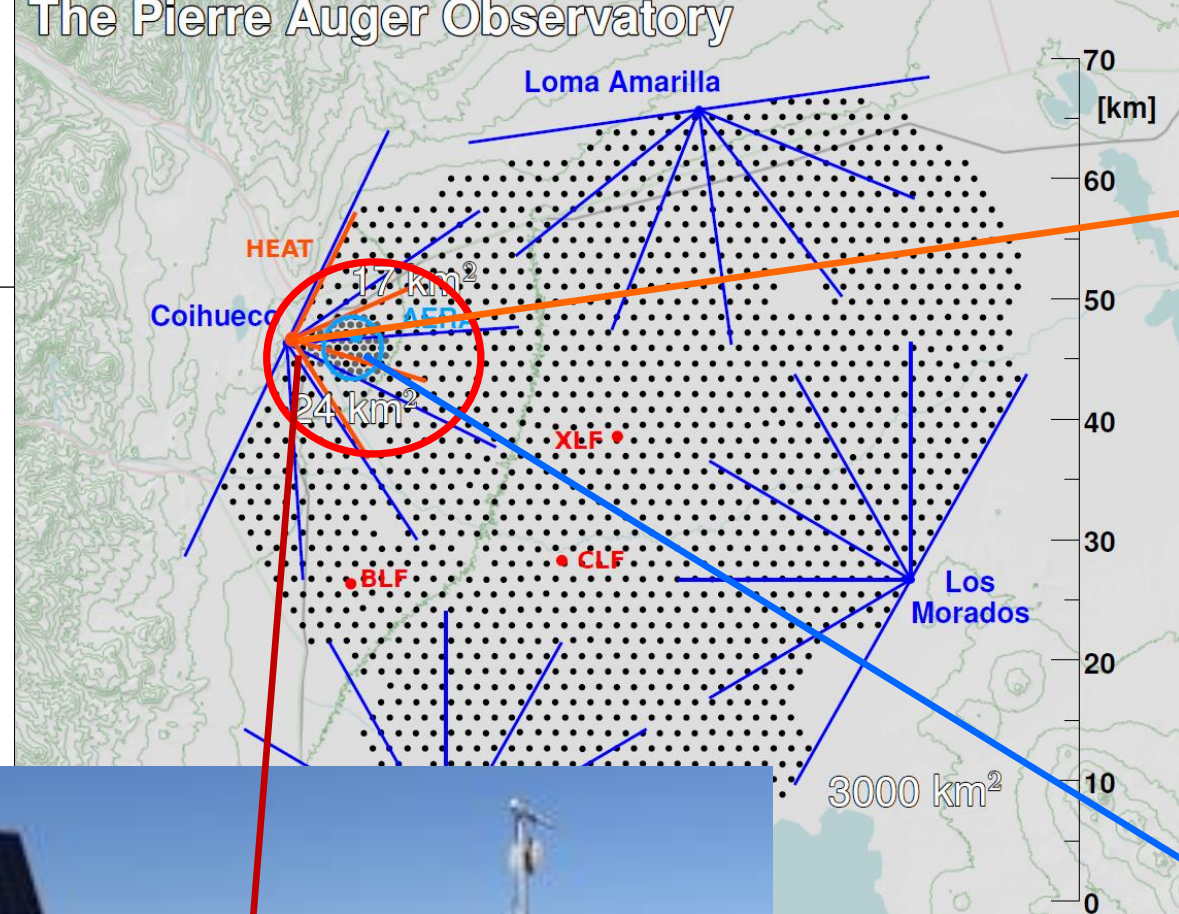 The Pierre Auger Observatory
Loma Amarilla
70
[km]
60
HEAT
17 km²
50
Coihueco
AERA
24 km²
40
XLF
30
CLF
BLF
Los
Morados
20
3000 km²
10
0